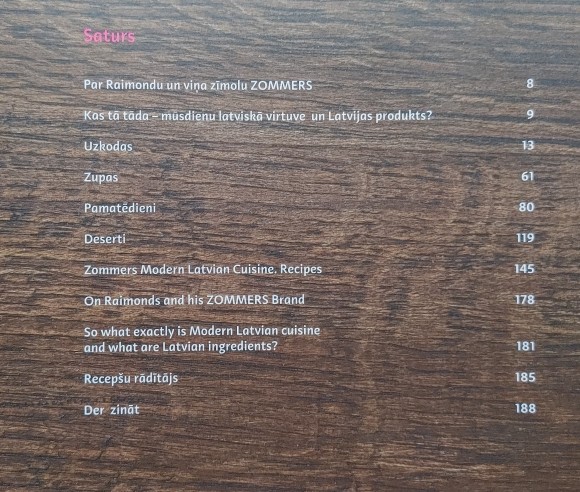 Saturs
Par Raimondu un viņa zīmolu ZOMMERS 8
Kas tā tāda – mūsdienu latviskā virtuve un Latvijas produkts? 9
Uzkodas 13
Zupas 61
Pamatēdieni 80
Deserti 119
Zommers Modern Latvian Cuisine. Recipes 145
On Raimonds and his ZOMMERS Brand 178
So what exactly is Modern Latvian cuisine
and what are Latvian ingredients? 181
Recepšu rādītājs 185
Der zināt 188